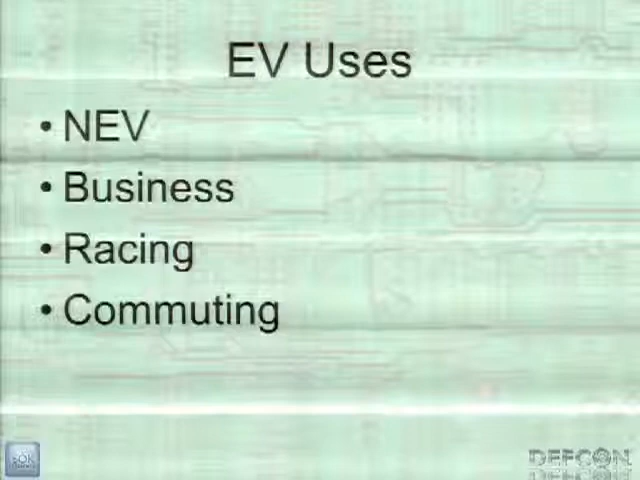 EV Uses
• NEV
• Business
• Racing
• Commuting
DEFCON